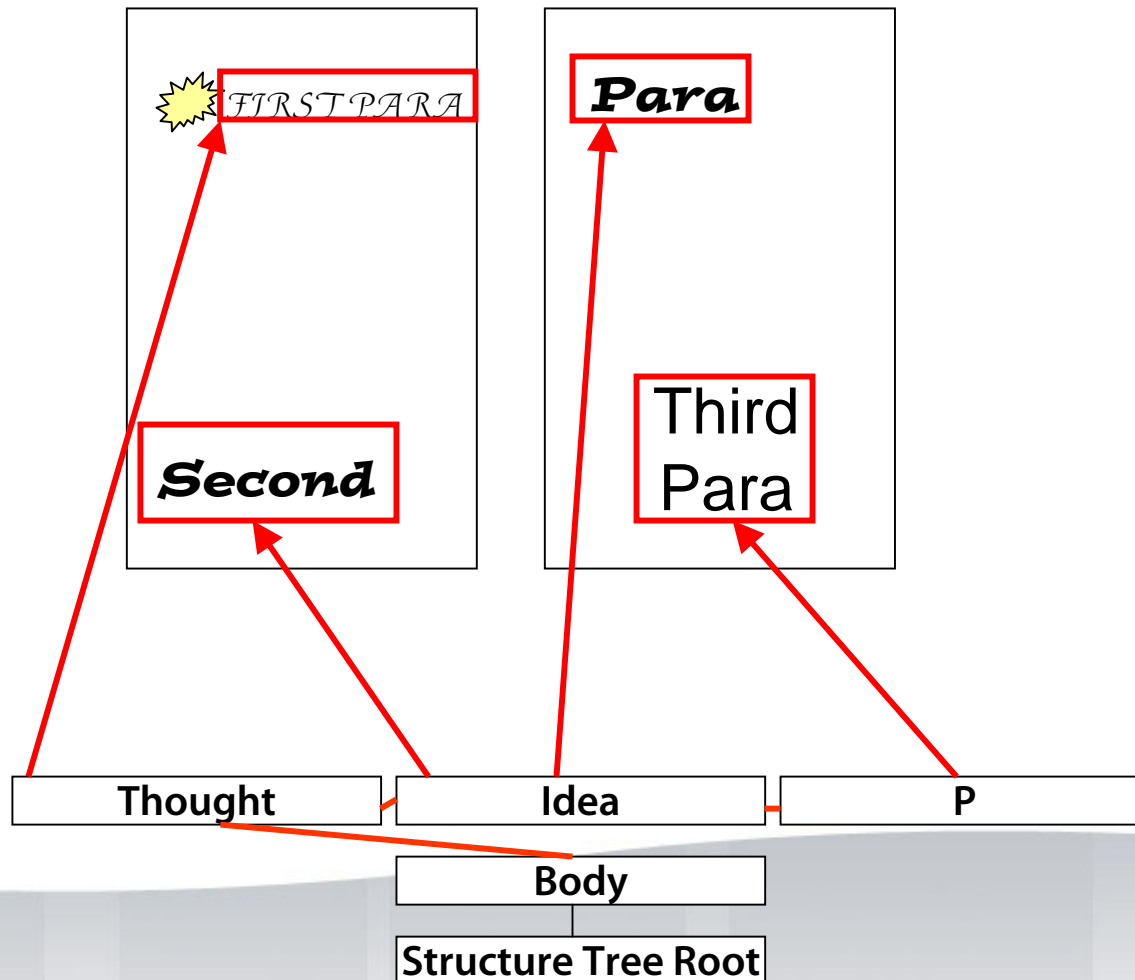 FIRST PARA
Second
Para
Third
Para
Thought
Idea
P
Body
Structure Tree Root